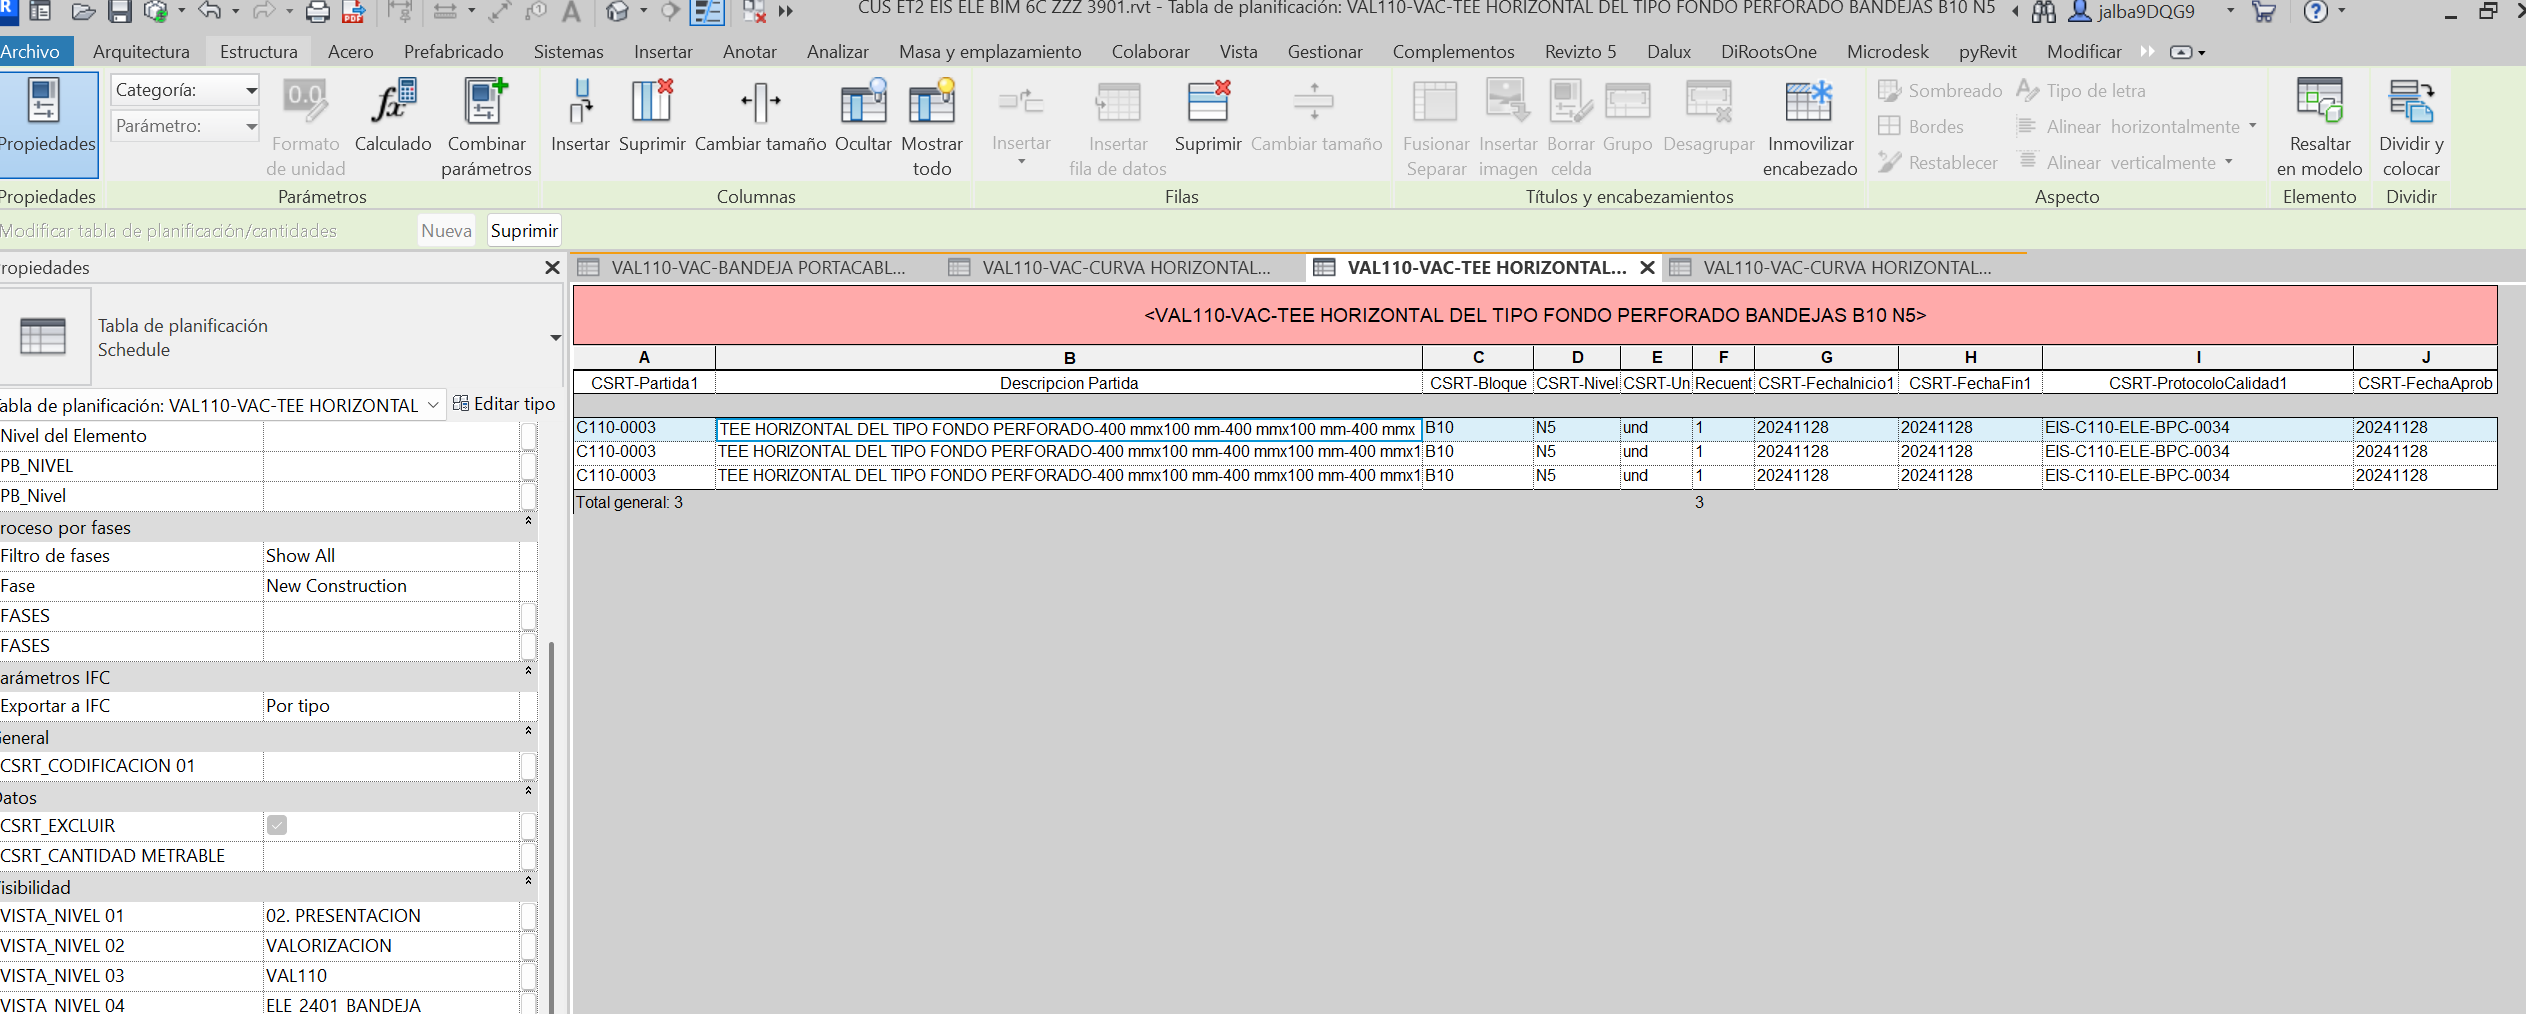 CUS ET2 EIS ELE BIM 6C ZZZ 3901.rvt - Tabla de planificación: VAL110-VAC-TEE HORIZONTAL DEL TIPO FONDO PERFORADO BANDEJAS B10 N5
jalba9DQG9
Archivo Arquitectura Estructura Acero Prefabricado Sistemas Insertar Anotar Analizar Masa y emplazamiento Colaborar Vista Gestionar Complementos Revizto 5 Dalux DiRootsOne Microdesk pyRevit Modificar
Propiedades
Categoría:
Parámetro:
Formato de unidad
Calculado
Combinar parámetros
Insertar
Suprimir
Cambiar tamaño
Ocultar
Mostrar todo
Insertar
Insertar fila de datos
Suprimir
Cambiar tamaño
Fusionar Separar
Insertar imagen
Borrar celda
Grupo
Desagrupar
Inmovilizar encabezado
Sombreado
Bordes
Restablecer
Tipo de letra
Alinear horizontalmente
Alinear verticalmente
Resaltar en modelo
Dividir y colocar
Propiedades Parámetros Columnas Filas Títulos y encabezamientos Aspecto Elemento Dividir
Modificar tabla de planificación/cantidades Nueva Suprimir
ropiedades
VAL110-VAC-BANDEJA PORTACABL... VAL110-VAC-CURVA HORIZONTAL... VAL110-VAC-TEE HORIZONTAL... VAL110-VAC-CURVA HORIZONTAL...
Tabla de planificación
Schedule
abla de planificación: VAL110-VAC-TEE HORIZONTAL Editar tipo
Nivel del Elemento
PB_NIVEL
PB_Nivel
roceso por fases
Filtro de fases Show All
Fase New Construction
FASES
FASES
arámetros IFC
Exportar a IFC Por tipo
eneral
CSRT_CODIFICACION 01
Datos
CSRT_EXCLUIR
CSRT_CANTIDAD METRABLE
isibilidad
VISTA_NIVEL 01 02. PRESENTACION
VISTA_NIVEL 02 VALORIZACION
VISTA_NIVEL 03 VAL110
VISTA_NIVEL 04 ELE_2401_BANDEJA
<VAL110-VAC-TEE HORIZONTAL DEL TIPO FONDO PERFORADO BANDEJAS B10 N5>
A B C D E F G H I J
CSRT-Partida1 Descripcion Partida CSRT-Bloque CSRT-Nivel CSRT-Un Recuent CSRT-FechaInicio1 CSRT-FechaFin1 CSRT-ProtocoloCalidad1 CSRT-FechaAprob
C110-0003 TEE HORIZONTAL DEL TIPO FONDO PERFORADO-400 mmx100 mm-400 mmx100 mm-400 mmx B10 N5 und 1 20241128 20241128 EIS-C110-ELE-BPC-0034 20241128
C110-0003 TEE HORIZONTAL DEL TIPO FONDO PERFORADO-400 mmx100 mm-400 mmx100 mm-400 mmx1 B10 N5 und 1 20241128 20241128 EIS-C110-ELE-BPC-0034 20241128
C110-0003 TEE HORIZONTAL DEL TIPO FONDO PERFORADO-400 mmx100 mm-400 mmx100 mm-400 mmx1 B10 N5 und 1 20241128 20241128 EIS-C110-ELE-BPC-0034 20241128
Total general: 3 3